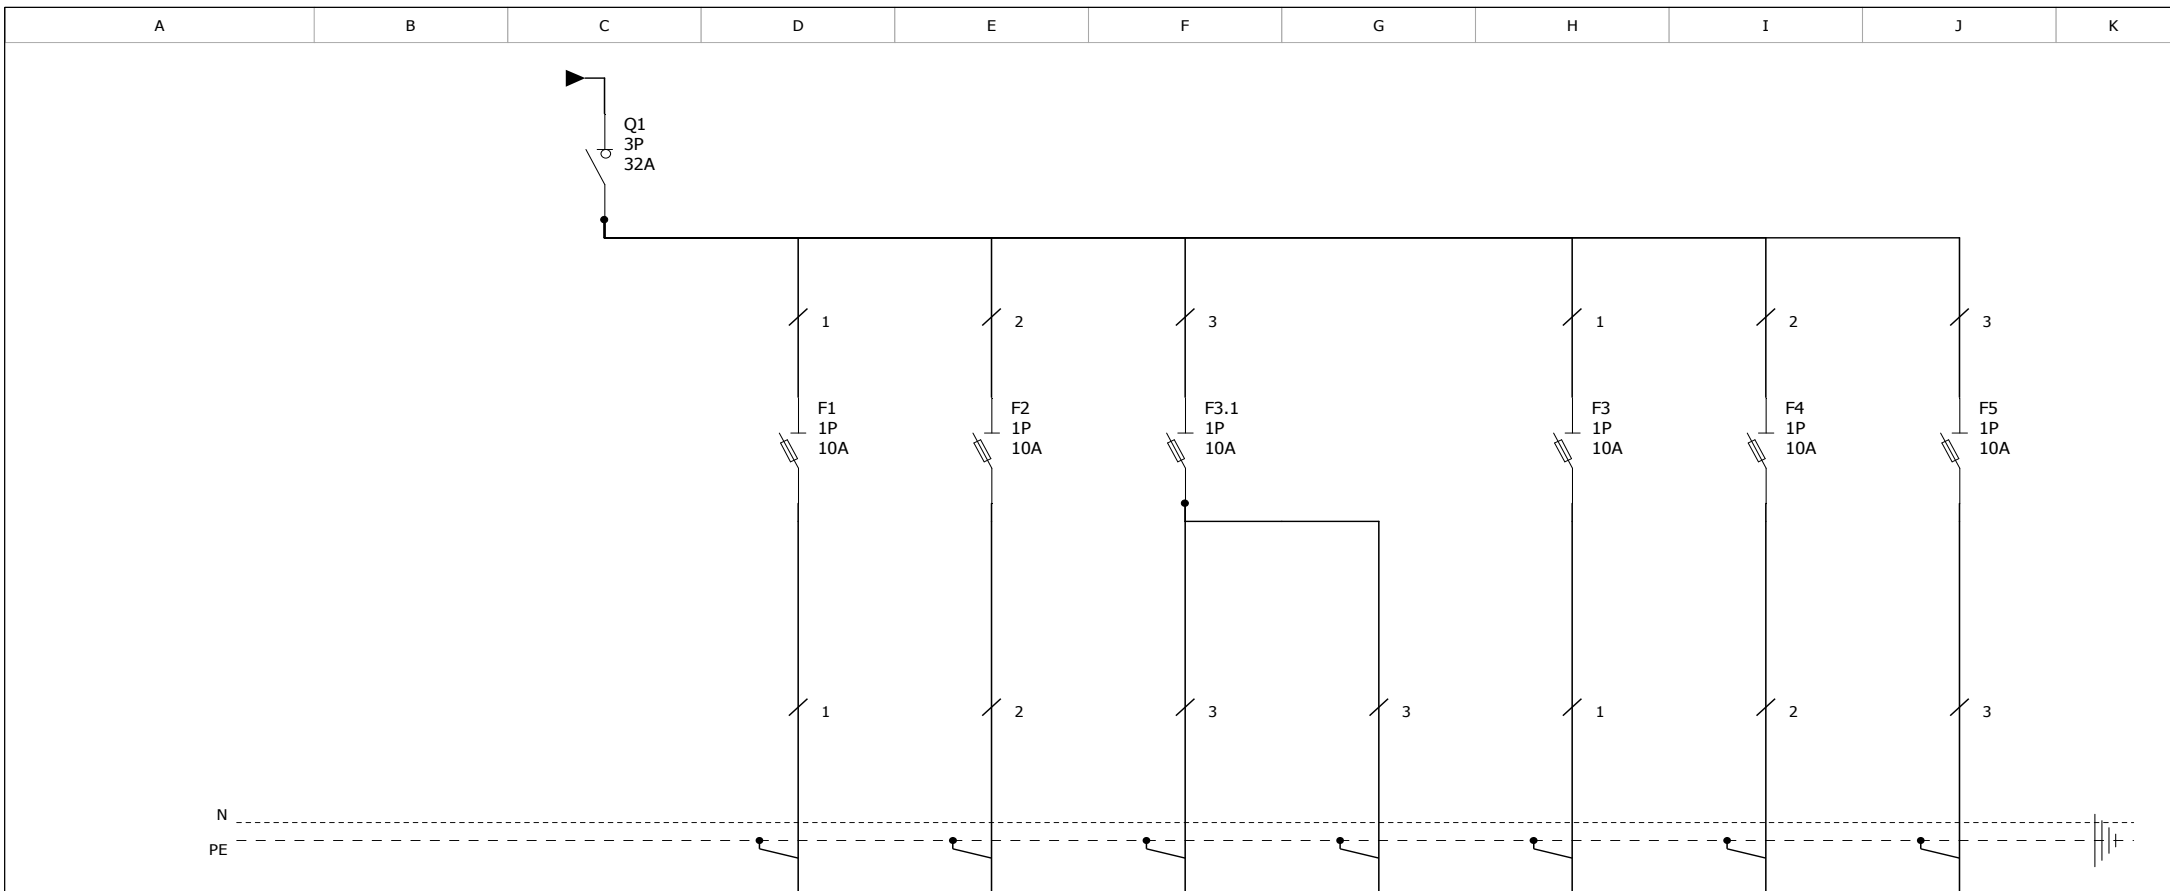 A B C D E F G H I J K
Q1
3P
32A
1 2 3 1 2 3
F1 F2 F3.1 F3 F4 F5
1P 1P 1P 1P 1P 1P
10A 10A 10A 10A 10A 10A
1 2 3 3 1 2 3
N
PE